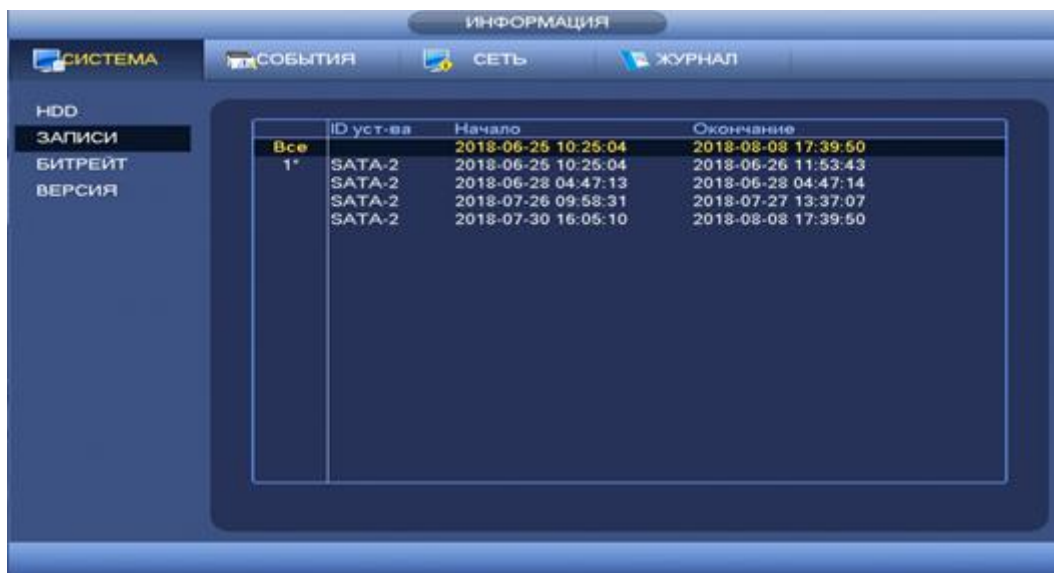 ИНФОРМАЦИЯ
СИСТЕМА СОБЫТИЯ СЕТЬ ЖУРНАЛ
HDD
ЗАПИСИ
БИТРЕЙТ
ВЕРСИЯ
ID уст-ва Начало Окончание
Все 2018-06-25 10:25:04 2018-08-08 17:39:50
1* SATA-2 2018-06-25 10:25:04 2018-06-26 11:53:43
SATA-2 2018-06-28 04:47:13 2018-06-28 04:47:14
SATA-2 2018-07-26 09:58:31 2018-07-27 13:37:07
SATA-2 2018-07-30 16:05:10 2018-08-08 17:39:50